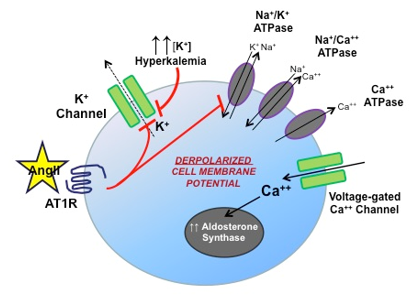 Na⁺/K⁺
ATPase
↑↑[K⁺]
Hyperkalemia
Na⁺/Ca⁺⁺
ATPase
K⁺ Na⁺
Na⁺
Ca⁺⁺
Ca⁺⁺
ATPase
Ca⁺⁺
K⁺
Channel
K⁺
DERPOLARIZED
CELL MEMBRANE
POTENTIAL
AngII
AT1R
Ca⁺⁺
Voltage-gated
Ca⁺⁺ Channel
↑↑ Aldosterone
Synthase